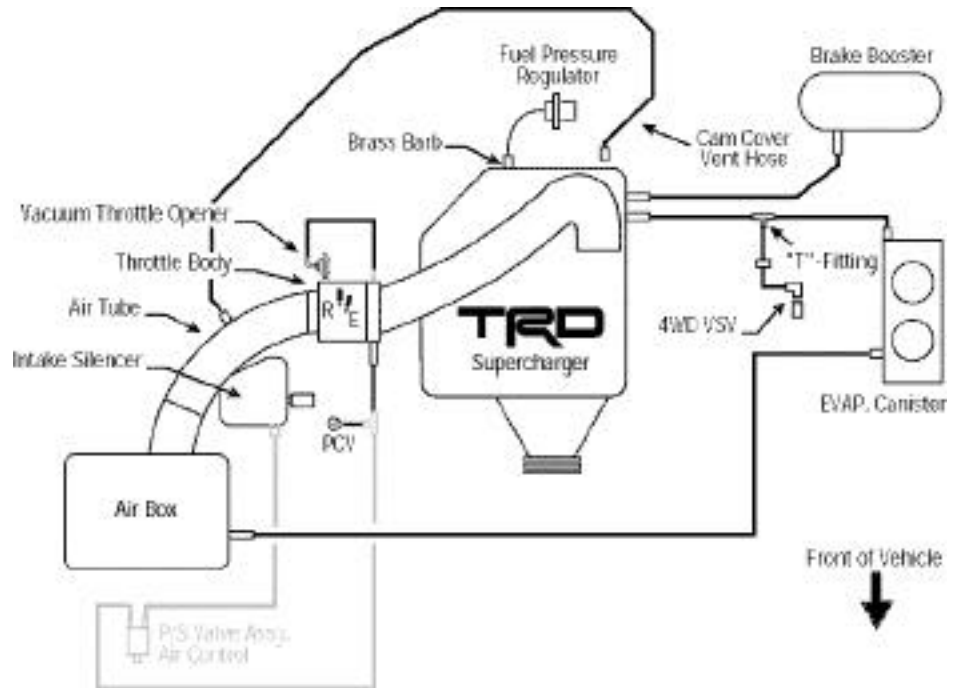 Fuel Pressure
Regulator
Brake Booster
Brass Barb
Cam Cover
Vent Hose
Vacuum Throttle Opener
Throttle Body
"T"-Fitting
Air Tube
R
E
4WD VSV
TRD
Intake Silencer
Supercharger
EVAP. Canister
PCV
Air Box
Front of Vehicle
P/S Valve Assy.
Air Control